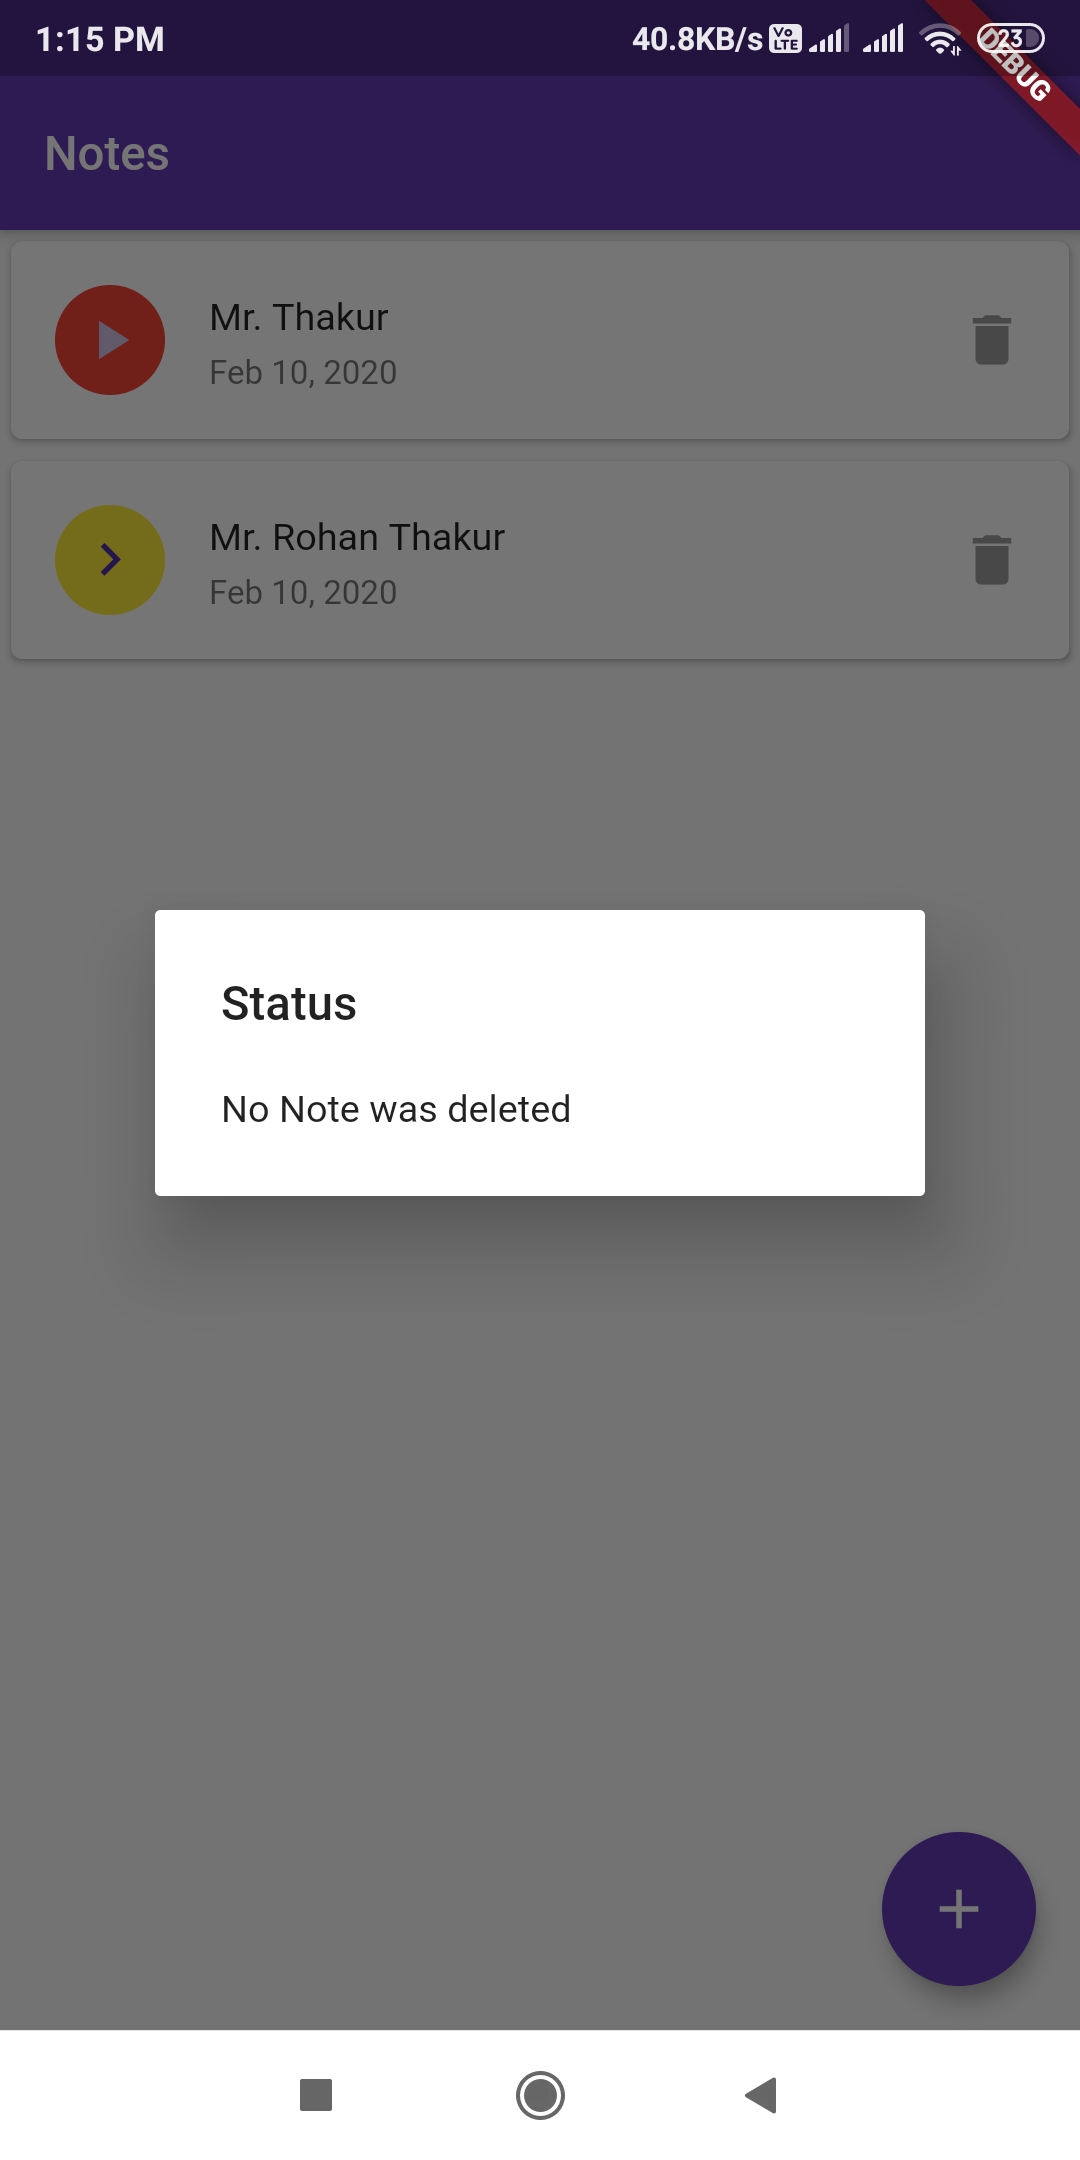 1:15 PM
40.8KB/s
Vo
LTE
23
DEBUG
Notes
Mr. Thakur
Feb 10, 2020
Mr. Rohan Thakur
Feb 10, 2020
Status
No Note was deleted